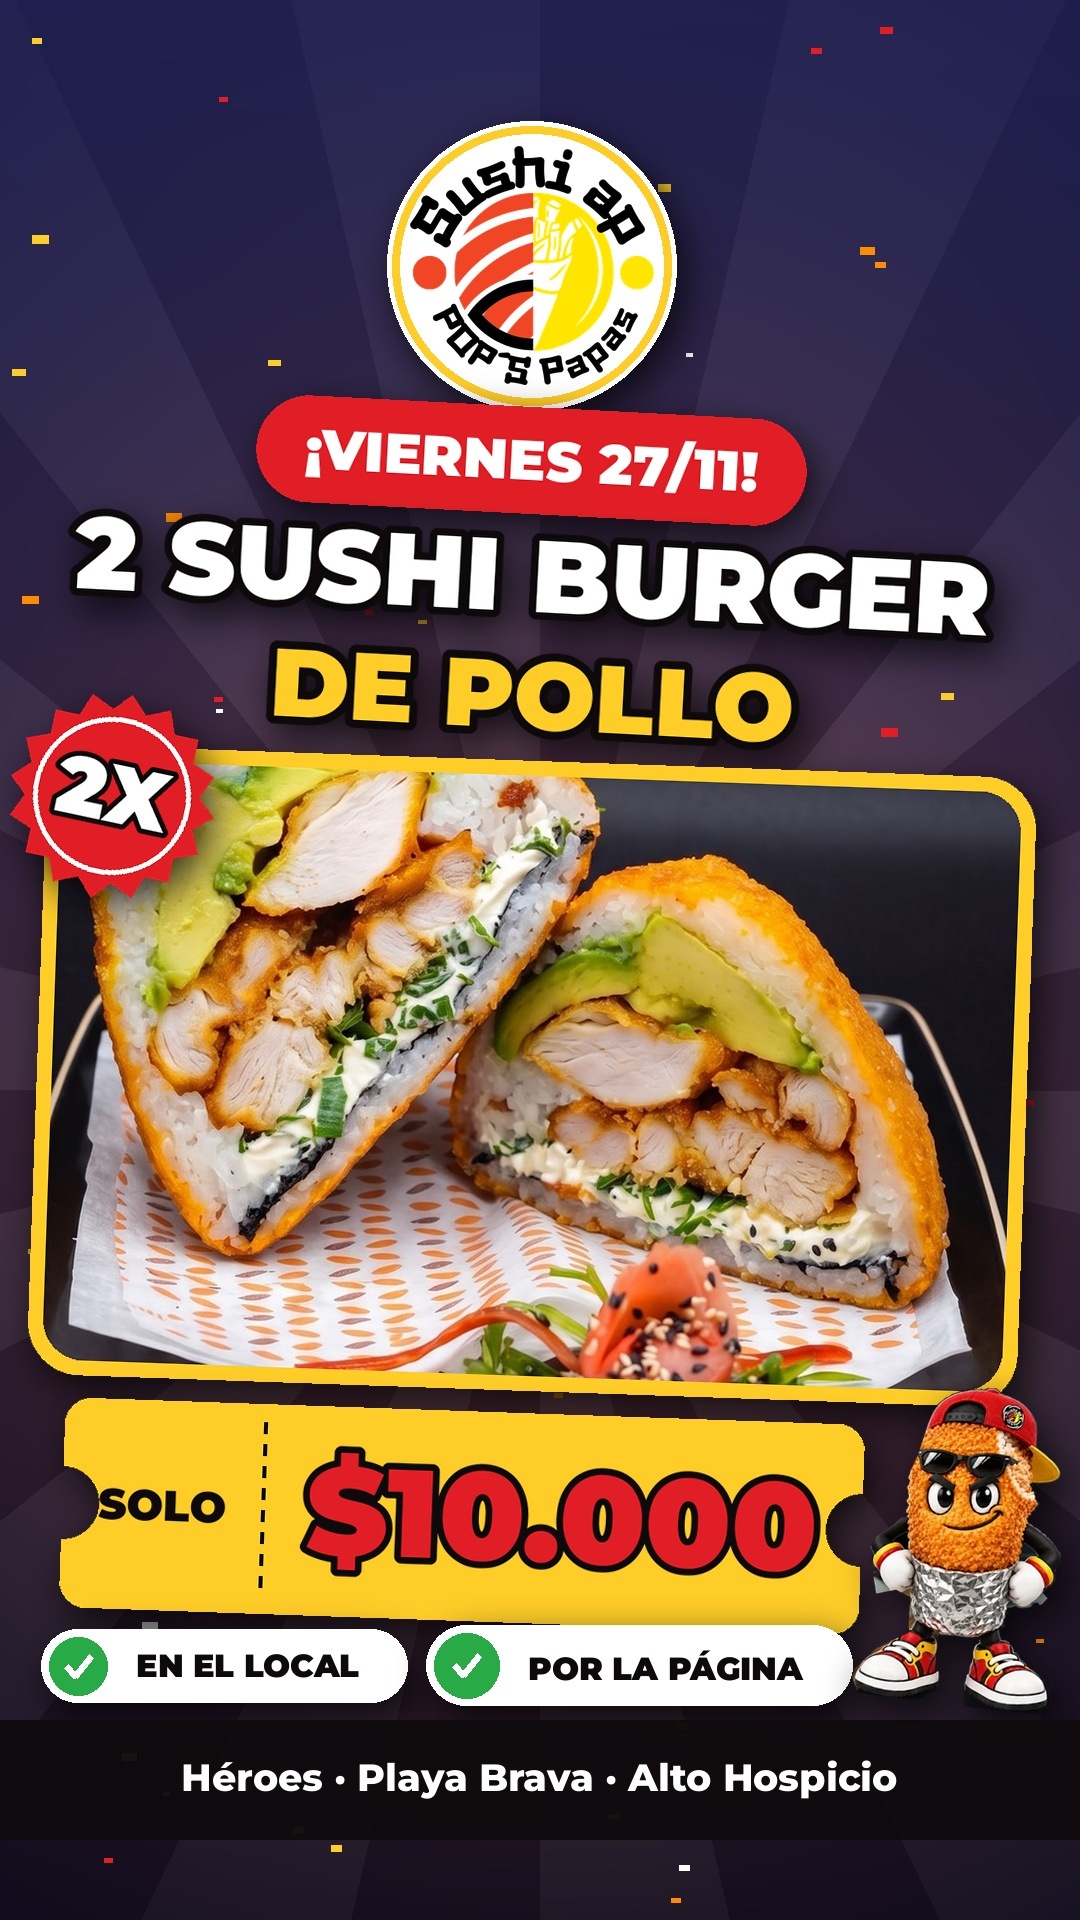 Sushi ap
POP'S Papas
¡VIERNES 27/11!
2 SUSHI BURGER
DE POLLO
2X
SOLO
$10.000
EN EL LOCAL
POR LA PÁGINA
Héroes • Playa Brava • Alto Hospicio